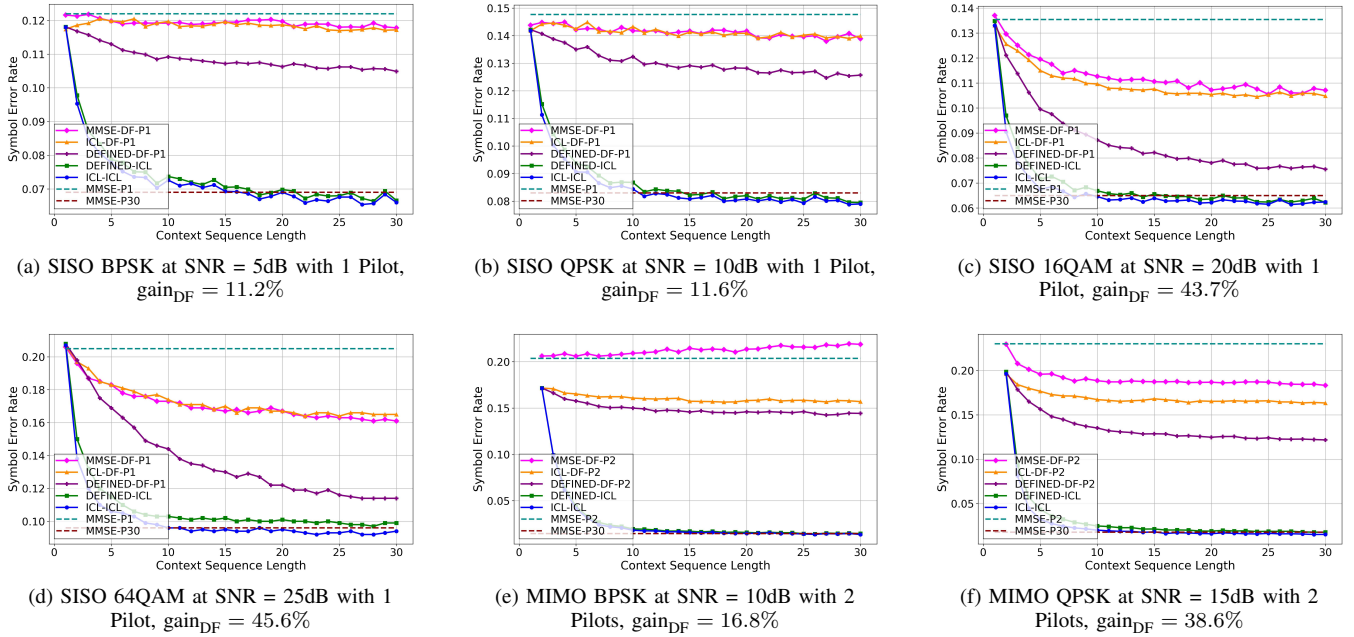 0.12
0.11
0.10
0.09
0.08
0.07
Symbol Error Rate
MMSE-DF-P1
ICL-DF-P1
DEFINED-DF-P1
DEFINED-ICL
ICL-ICL
MMSE-P1
MMSE-P30
0 5 10 15 20 25 30
Context Sequence Length
(a) SISO BPSK at SNR = 5dB with 1 Pilot,
gain_DF = 11.2%
0.15
0.14
0.13
0.12
0.11
0.10
0.09
0.08
Symbol Error Rate
MMSE-DF-P1
ICL-DF-P1
DEFINED-DF-P1
DEFINED-ICL
ICL-ICL
MMSE-P1
MMSE-P30
0 5 10 15 20 25 30
Context Sequence Length
(b) SISO QPSK at SNR = 10dB with 1 Pilot,
gain_DF = 11.6%
0.14
0.13
0.12
0.11
0.10
0.09
0.08
0.07
0.06
Symbol Error Rate
MMSE-DF-P1
ICL-DF-P1
DEFINED-DF-P1
DEFINED-ICL
ICL-ICL
MMSE-P1
MMSE-P30
0 5 10 15 20 25 30
Context Sequence Length
(c) SISO 16QAM at SNR = 20dB with 1
Pilot, gain_DF = 43.7%
0.20
0.18
0.16
0.14
0.12
0.10
Symbol Error Rate
MMSE-DF-P1
ICL-DF-P1
DEFINED-DF-P1
DEFINED-ICL
ICL-ICL
MMSE-P1
MMSE-P30
0 5 10 15 20 25 30
Context Sequence Length
(d) SISO 64QAM at SNR = 25dB with 1
Pilot, gain_DF = 45.6%
0.20
0.15
0.10
0.05
Symbol Error Rate
MMSE-DF-P2
ICL-DF-P2
DEFINED-DF-P2
DEFINED-ICL
ICL-ICL
MMSE-P2
MMSE-P30
0 5 10 15 20 25 30
Context Sequence Length
(e) MIMO BPSK at SNR = 10dB with 2
Pilots, gain_DF = 16.8%
0.20
0.15
0.10
0.05
Symbol Error Rate
MMSE-DF-P2
ICL-DF-P2
DEFINED-DF-P2
DEFINED-ICL
ICL-ICL
MMSE-P2
MMSE-P30
0 5 10 15 20 25 30
Context Sequence Length
(f) MIMO QPSK at SNR = 15dB with 2
Pilots, gain_DF = 38.6%